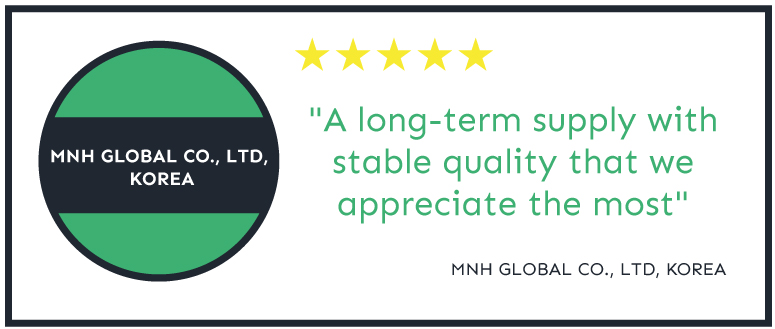 MNH GLOBAL CO., LTD,
KOREA
"A long-term supply with
stable quality that we
appreciate the most"
MNH GLOBAL CO., LTD, KOREA